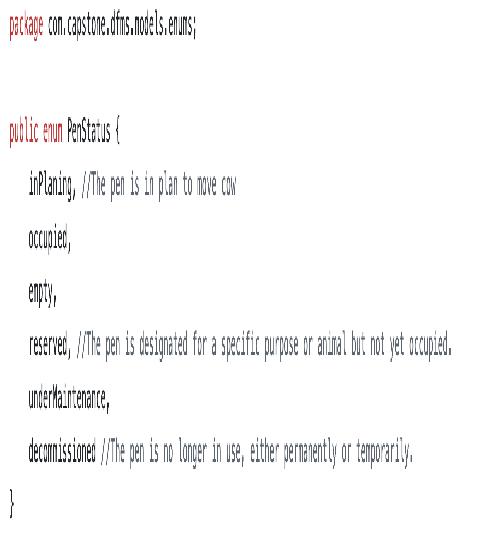 package com.capstone.dfms.models.enums;
public enum PenStatus {
inPlaning, //The pen is in plan to move cow
occupied,
empty,
reserved, //The pen is designated for a specific purpose or animal but not yet occupied.
underMaintenance,
decommissioned //The pen is no longer in use, either permanently or temporarily.
}